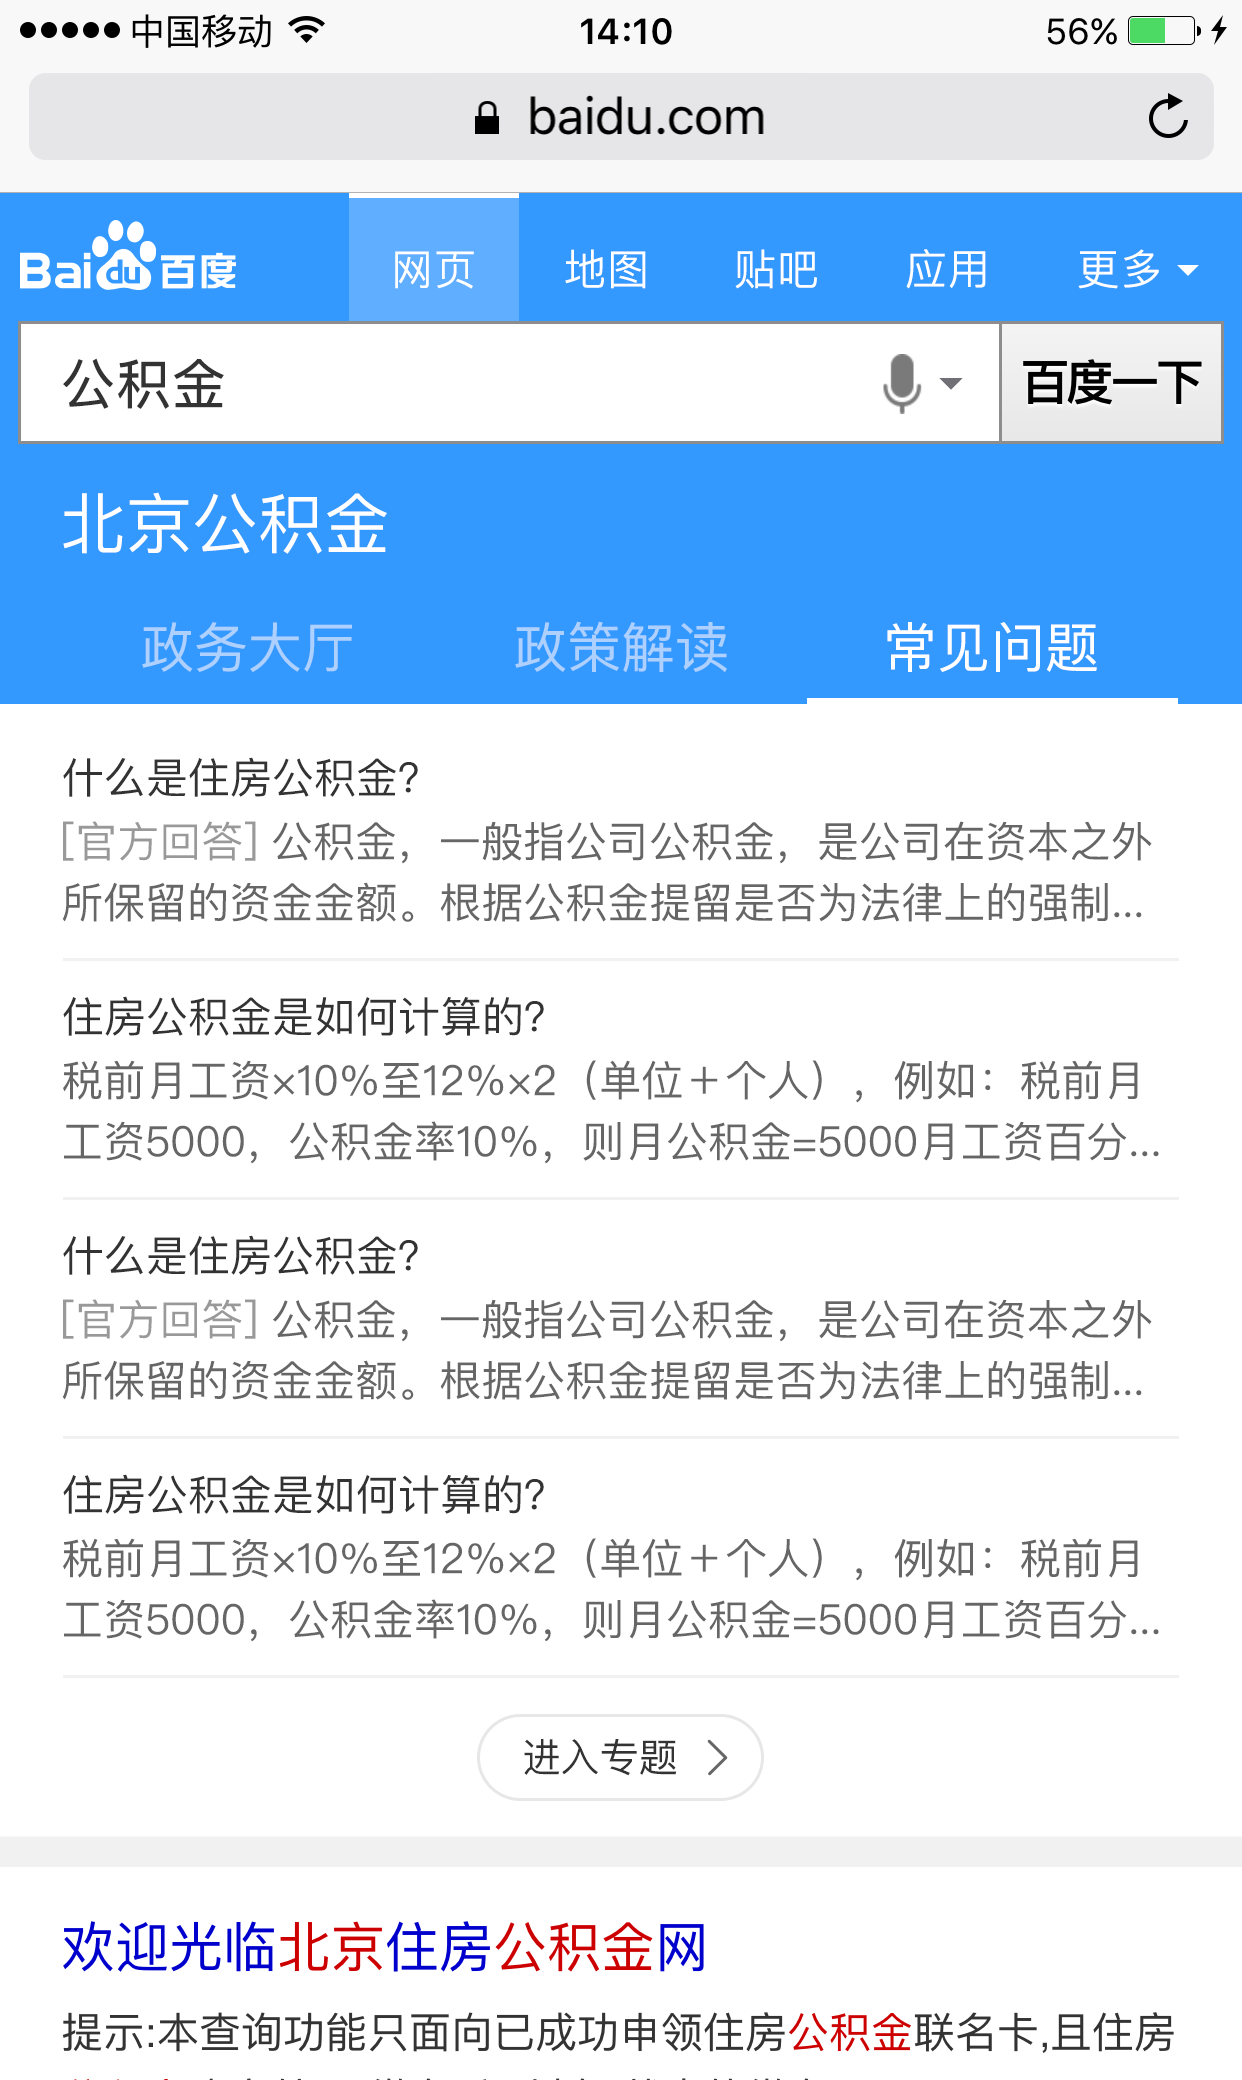 中国移动 14:10 56%
baidu.com
Bai du 百度 网页 地图 贴吧 应用 更多
公积金 百度一下
北京公积金
政务大厅 政策解读 常见问题
什么是住房公积金?
[官方回答] 公积金，一般指公司公积金，是公司在资本之外
所保留的资金金额。根据公积金提留是否为法律上的强制...
住房公积金是如何计算的?
税前月工资×10%至12%×2（单位＋个人），例如：税前月
工资5000，公积金率10%，则月公积金=5000月工资百分...
什么是住房公积金?
[官方回答] 公积金，一般指公司公积金，是公司在资本之外
所保留的资金金额。根据公积金提留是否为法律上的强制...
住房公积金是如何计算的?
税前月工资×10%至12%×2（单位＋个人），例如：税前月
工资5000，公积金率10%，则月公积金=5000月工资百分...
进入专题
欢迎光临北京住房公积金网
提示:本查询功能只面向已成功申领住房公积金联名卡,且住房